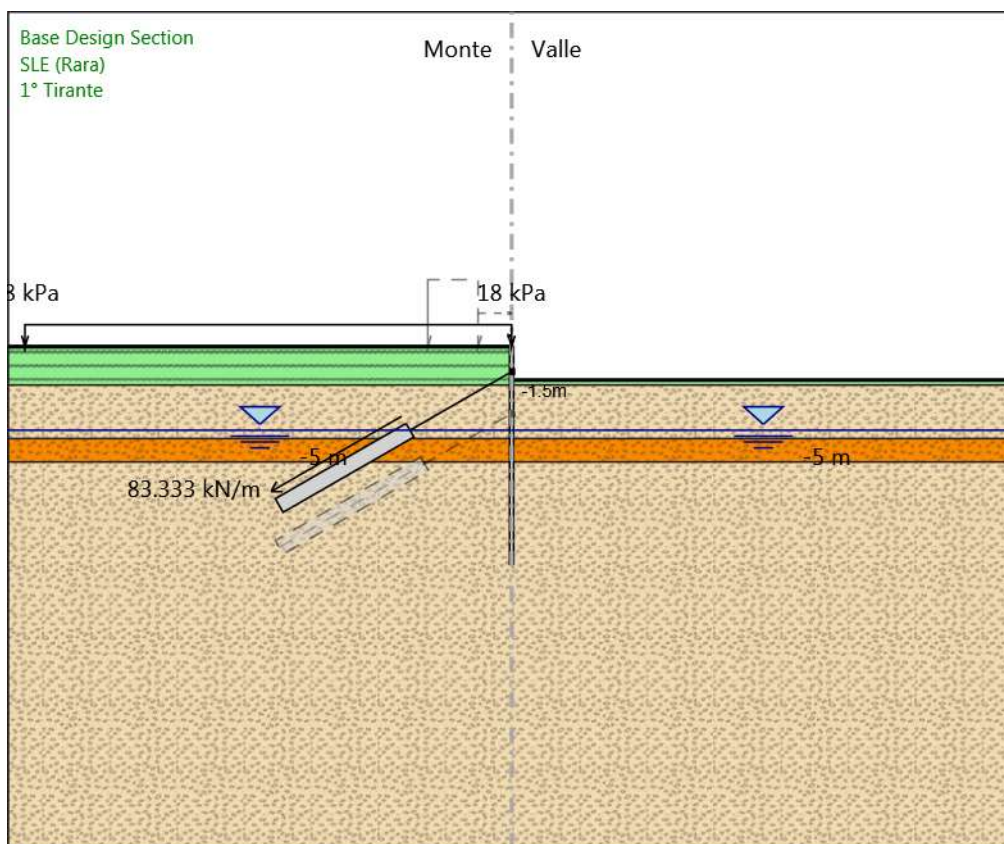 Base Design Section
SLE (Rara)
1° Tirante
Monte
Valle
8 kPa
18 kPa
-1.5m
-5 m
-5 m
83.333 kN/m